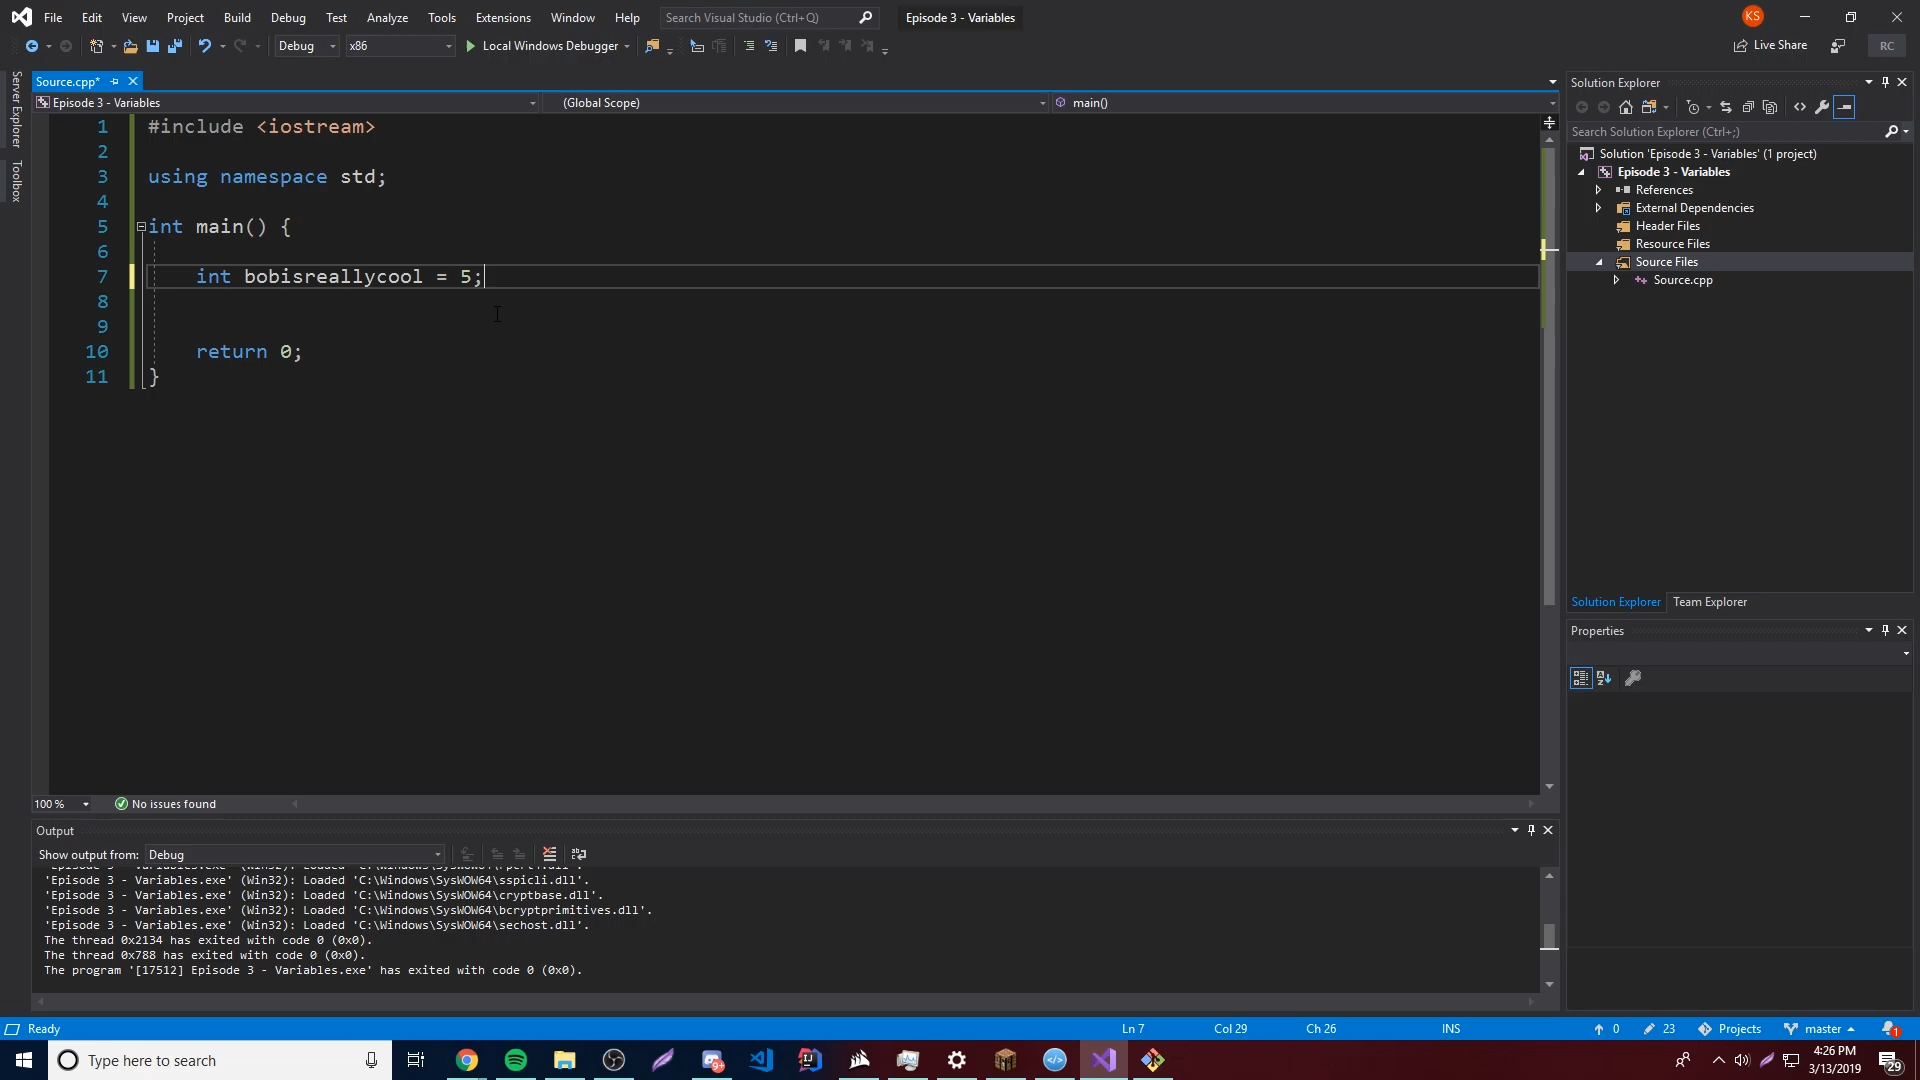 File Edit View Project Build Debug Test Analyze Tools Extensions Window Help Search Visual Studio (Ctrl+Q) Episode 3 - Variables KS
Debug x86 Local Windows Debugger Live Share RC
Server Explorer
Toolbox
Source.cpp*
Episode 3 - Variables (Global Scope) main()
1 #include <iostream>
2
3 using namespace std;
4
5 int main() {
6
7 int bobisreallycool = 5;
8
9
10 return 0;
11 }
100 % No issues found
Solution Explorer
Search Solution Explorer (Ctrl+;)
Solution 'Episode 3 - Variables' (1 project)
Episode 3 - Variables
References
External Dependencies
Header Files
Resource Files
Source Files
Source.cpp
Solution Explorer Team Explorer
Properties
Output
Show output from: Debug
'Episode 3 - Variables.exe' (Win32): Loaded 'C:\Windows\SysWOW64\sspicli.dll'.
'Episode 3 - Variables.exe' (Win32): Loaded 'C:\Windows\SysWOW64\cryptbase.dll'.
'Episode 3 - Variables.exe' (Win32): Loaded 'C:\Windows\SysWOW64\bcryptprimitives.dll'.
'Episode 3 - Variables.exe' (Win32): Loaded 'C:\Windows\SysWOW64\sechost.dll'.
The thread 0x2134 has exited with code 0 (0x0).
The thread 0x788 has exited with code 0 (0x0).
The program '[17512] Episode 3 - Variables.exe' has exited with code 0 (0x0).
Ready Ln 7 Col 29 Ch 26 INS 0 23 Projects master 1
Type here to search 9+ 4:26 PM
3/13/2019 29